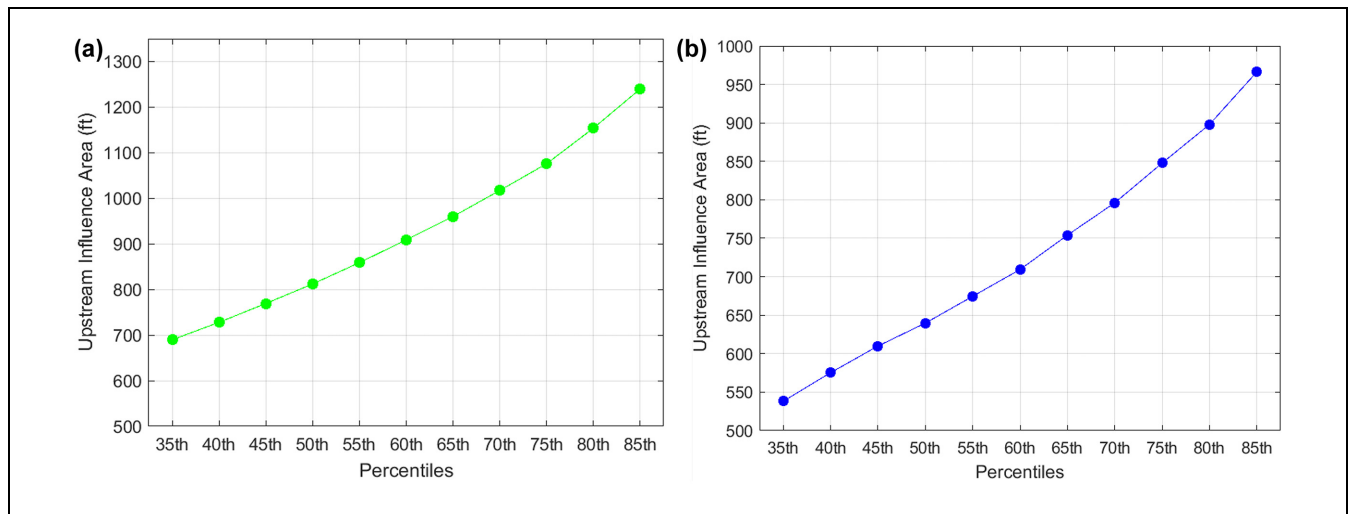 (a)
1300
1200
1100
1000
900
800
700
600
500
Upstream Influence Area (ft)
35th 40th 45th 50th 55th 60th 65th 70th 75th 80th 85th
Percentiles
(b)
1000
950
900
850
800
750
700
650
600
550
500
Upstream Influence Area (ft)
35th 40th 45th 50th 55th 60th 65th 70th 75th 80th 85th
Percentiles